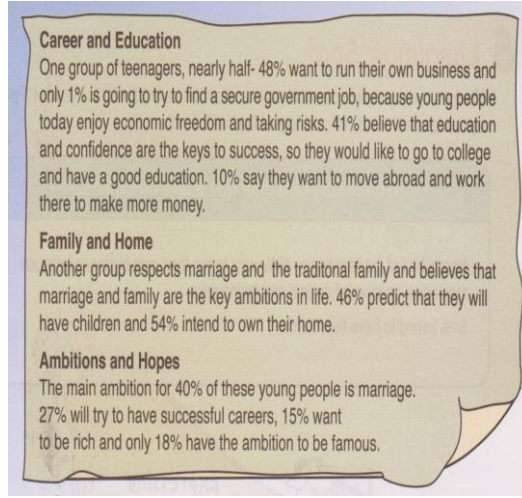 Career and Education
One group of teenagers, nearly half- 48% want to run their own business and
only 1% is going to try to find a secure government job, because young people
today enjoy economic freedom and taking risks. 41% believe that education
and confidence are the keys to success, so they would like to go to college
and have a good education. 10% say they want to move abroad and work
there to make more money.
Family and Home
Another group respects marriage and the traditonal family and believes that
marriage and family are the key ambitions in life. 46% predict that they will
have children and 54% intend to own their home.
Ambitions and Hopes
The main ambition for 40% of these young people is marriage.
27% will try to have successful careers, 15% want
to be rich and only 18% have the ambition to be famous.